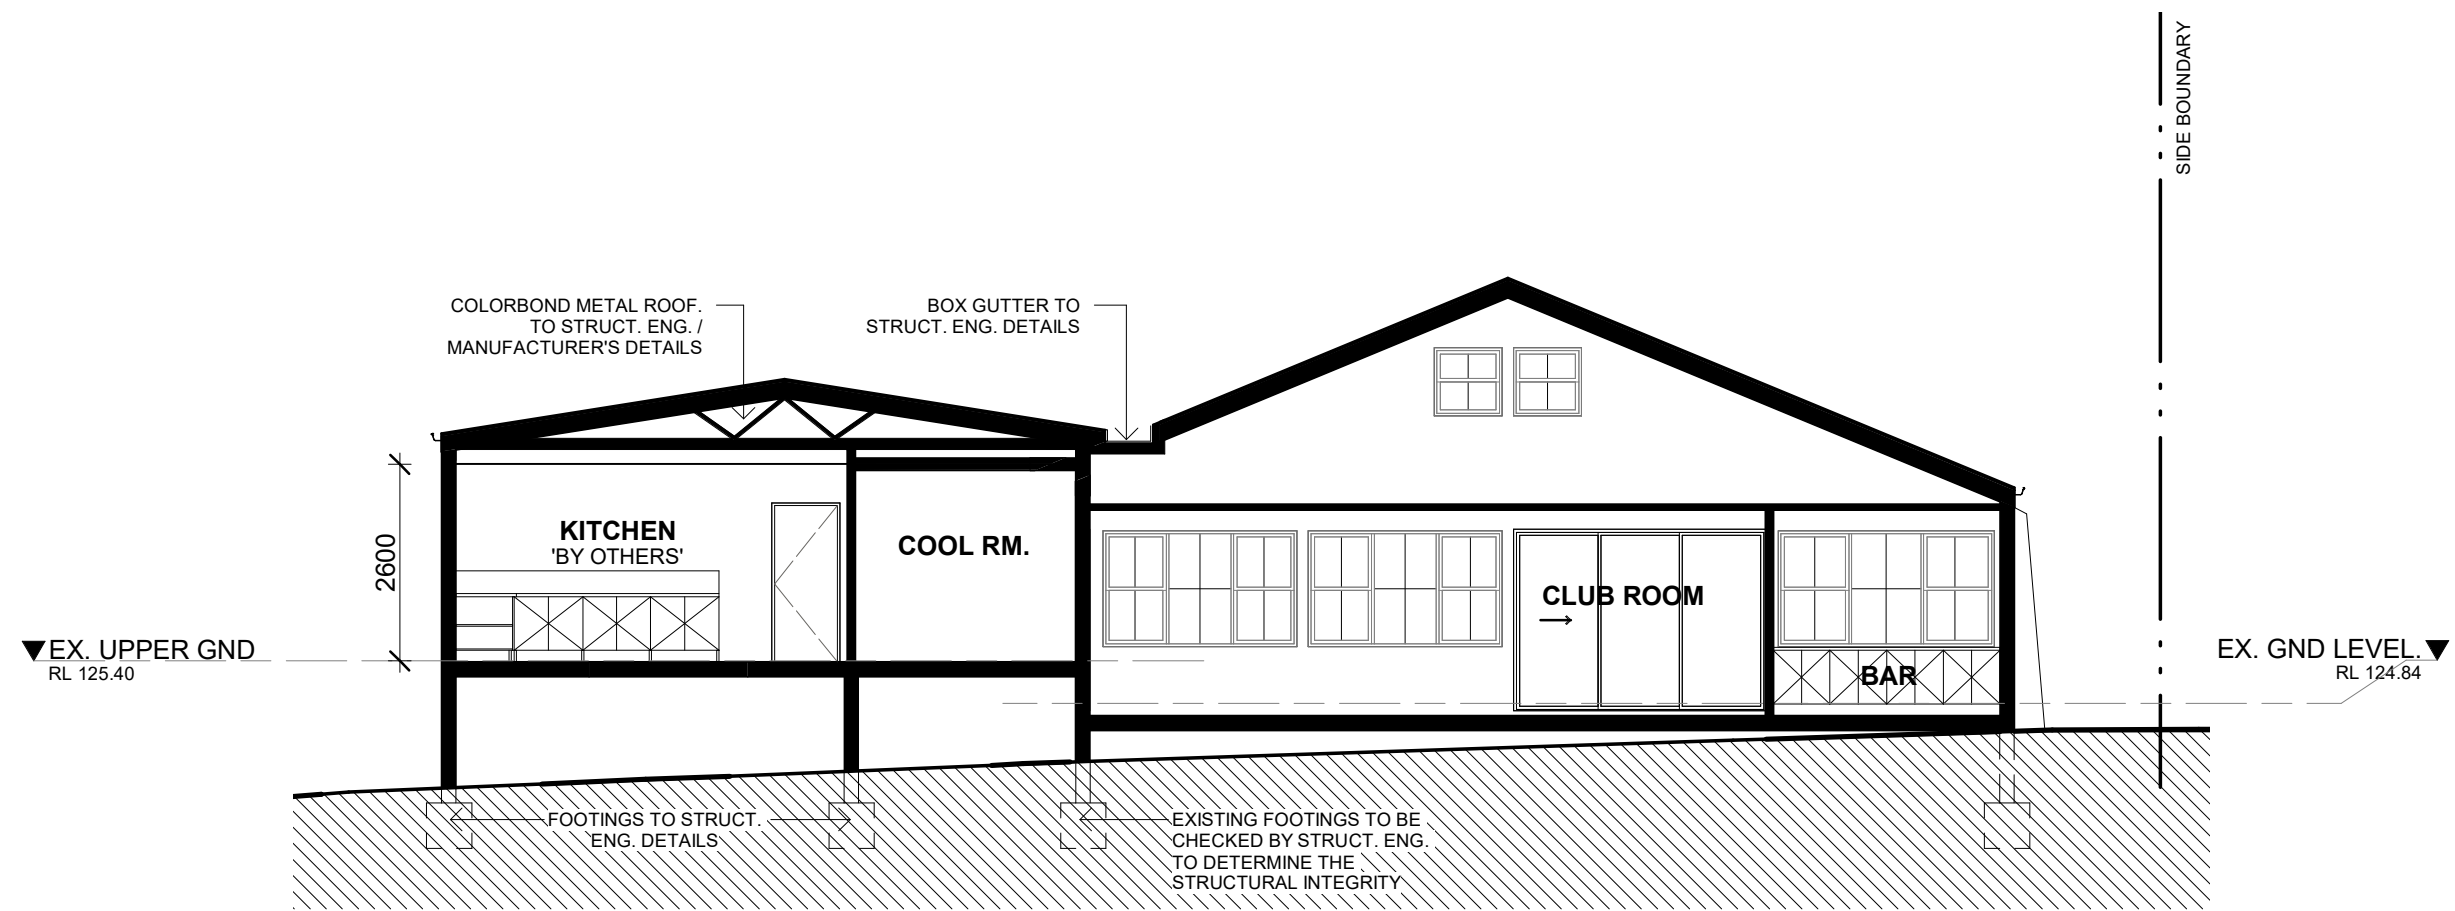 SIDE BOUNDARY
COLORBOND METAL ROOF.
TO STRUCT. ENG. /
MANUFACTURER'S DETAILS
BOX GUTTER TO
STRUCT. ENG. DETAILS
2600
KITCHEN
'BY OTHERS'
COOL RM.
CLUB ROOM
BAR
EX. UPPER GND
RL 125.40
EX. GND LEVEL.
RL 124.84
FOOTINGS TO STRUCT.
ENG. DETAILS
EXISTING FOOTINGS TO BE
CHECKED BY STRUCT. ENG.
TO DETERMINE THE
STRUCTURAL INTEGRITY